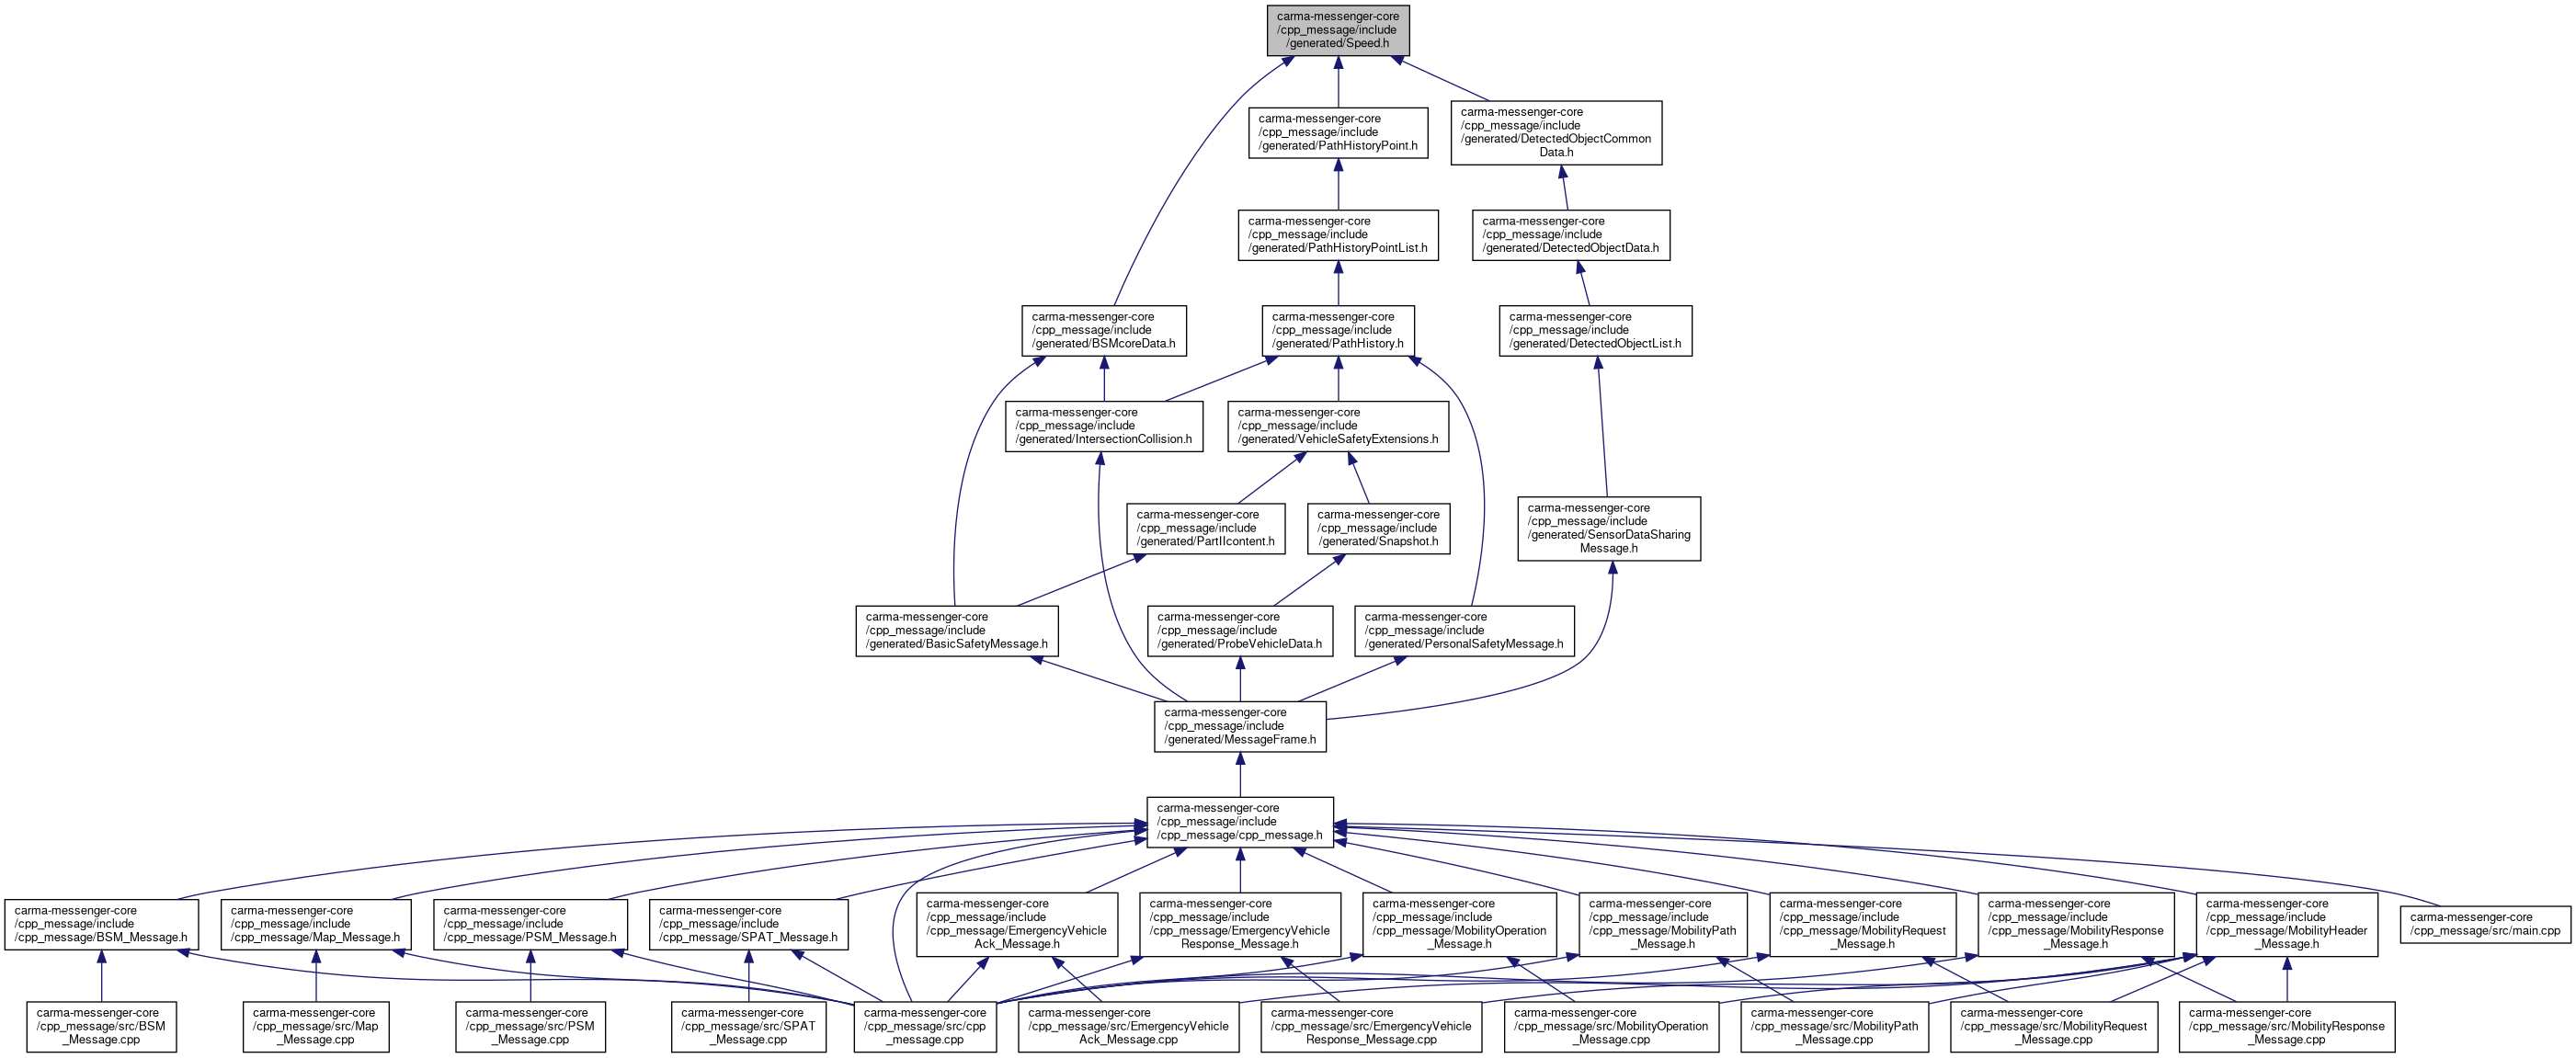 carma-messenger-core
/cpp_message/include
/generated/Speed.h
carma-messenger-core
/cpp_message/include
/generated/PathHistoryPoint.h
carma-messenger-core
/cpp_message/include
/generated/DetectedObjectCommon
Data.h
carma-messenger-core
/cpp_message/include
/generated/PathHistoryPointList.h
carma-messenger-core
/cpp_message/include
/generated/DetectedObjectData.h
carma-messenger-core
/cpp_message/include
/generated/BSMcoreData.h
carma-messenger-core
/cpp_message/include
/generated/PathHistory.h
carma-messenger-core
/cpp_message/include
/generated/DetectedObjectList.h
carma-messenger-core
/cpp_message/include
/generated/IntersectionCollision.h
carma-messenger-core
/cpp_message/include
/generated/VehicleSafetyExtensions.h
carma-messenger-core
/cpp_message/include
/generated/PartIIcontent.h
carma-messenger-core
/cpp_message/include
/generated/Snapshot.h
carma-messenger-core
/cpp_message/include
/generated/SensorDataSharing
Message.h
carma-messenger-core
/cpp_message/include
/generated/BasicSafetyMessage.h
carma-messenger-core
/cpp_message/include
/generated/ProbeVehicleData.h
carma-messenger-core
/cpp_message/include
/generated/PersonalSafetyMessage.h
carma-messenger-core
/cpp_message/include
/generated/MessageFrame.h
carma-messenger-core
/cpp_message/include
/cpp_message/cpp_message.h
carma-messenger-core
/cpp_message/include
/cpp_message/BSM_Message.h
carma-messenger-core
/cpp_message/include
/cpp_message/Map_Message.h
carma-messenger-core
/cpp_message/include
/cpp_message/PSM_Message.h
carma-messenger-core
/cpp_message/include
/cpp_message/SPAT_Message.h
carma-messenger-core
/cpp_message/include
/cpp_message/EmergencyVehicle
Ack_Message.h
carma-messenger-core
/cpp_message/include
/cpp_message/EmergencyVehicle
Response_Message.h
carma-messenger-core
/cpp_message/include
/cpp_message/MobilityOperation
_Message.h
carma-messenger-core
/cpp_message/include
/cpp_message/MobilityPath
_Message.h
carma-messenger-core
/cpp_message/include
/cpp_message/MobilityRequest
_Message.h
carma-messenger-core
/cpp_message/include
/cpp_message/MobilityResponse
_Message.h
carma-messenger-core
/cpp_message/include
/cpp_message/MobilityHeader
_Message.h
carma-messenger-core
/cpp_message/src/main.cpp
carma-messenger-core
/cpp_message/src/BSM
_Message.cpp
carma-messenger-core
/cpp_message/src/Map
_Message.cpp
carma-messenger-core
/cpp_message/src/PSM
_Message.cpp
carma-messenger-core
/cpp_message/src/SPAT
_Message.cpp
carma-messenger-core
/cpp_message/src/cpp
_message.cpp
carma-messenger-core
/cpp_message/src/EmergencyVehicle
Ack_Message.cpp
carma-messenger-core
/cpp_message/src/EmergencyVehicle
Response_Message.cpp
carma-messenger-core
/cpp_message/src/MobilityOperation
_Message.cpp
carma-messenger-core
/cpp_message/src/MobilityPath
_Message.cpp
carma-messenger-core
/cpp_message/src/MobilityRequest
_Message.cpp
carma-messenger-core
/cpp_message/src/MobilityResponse
_Message.cpp